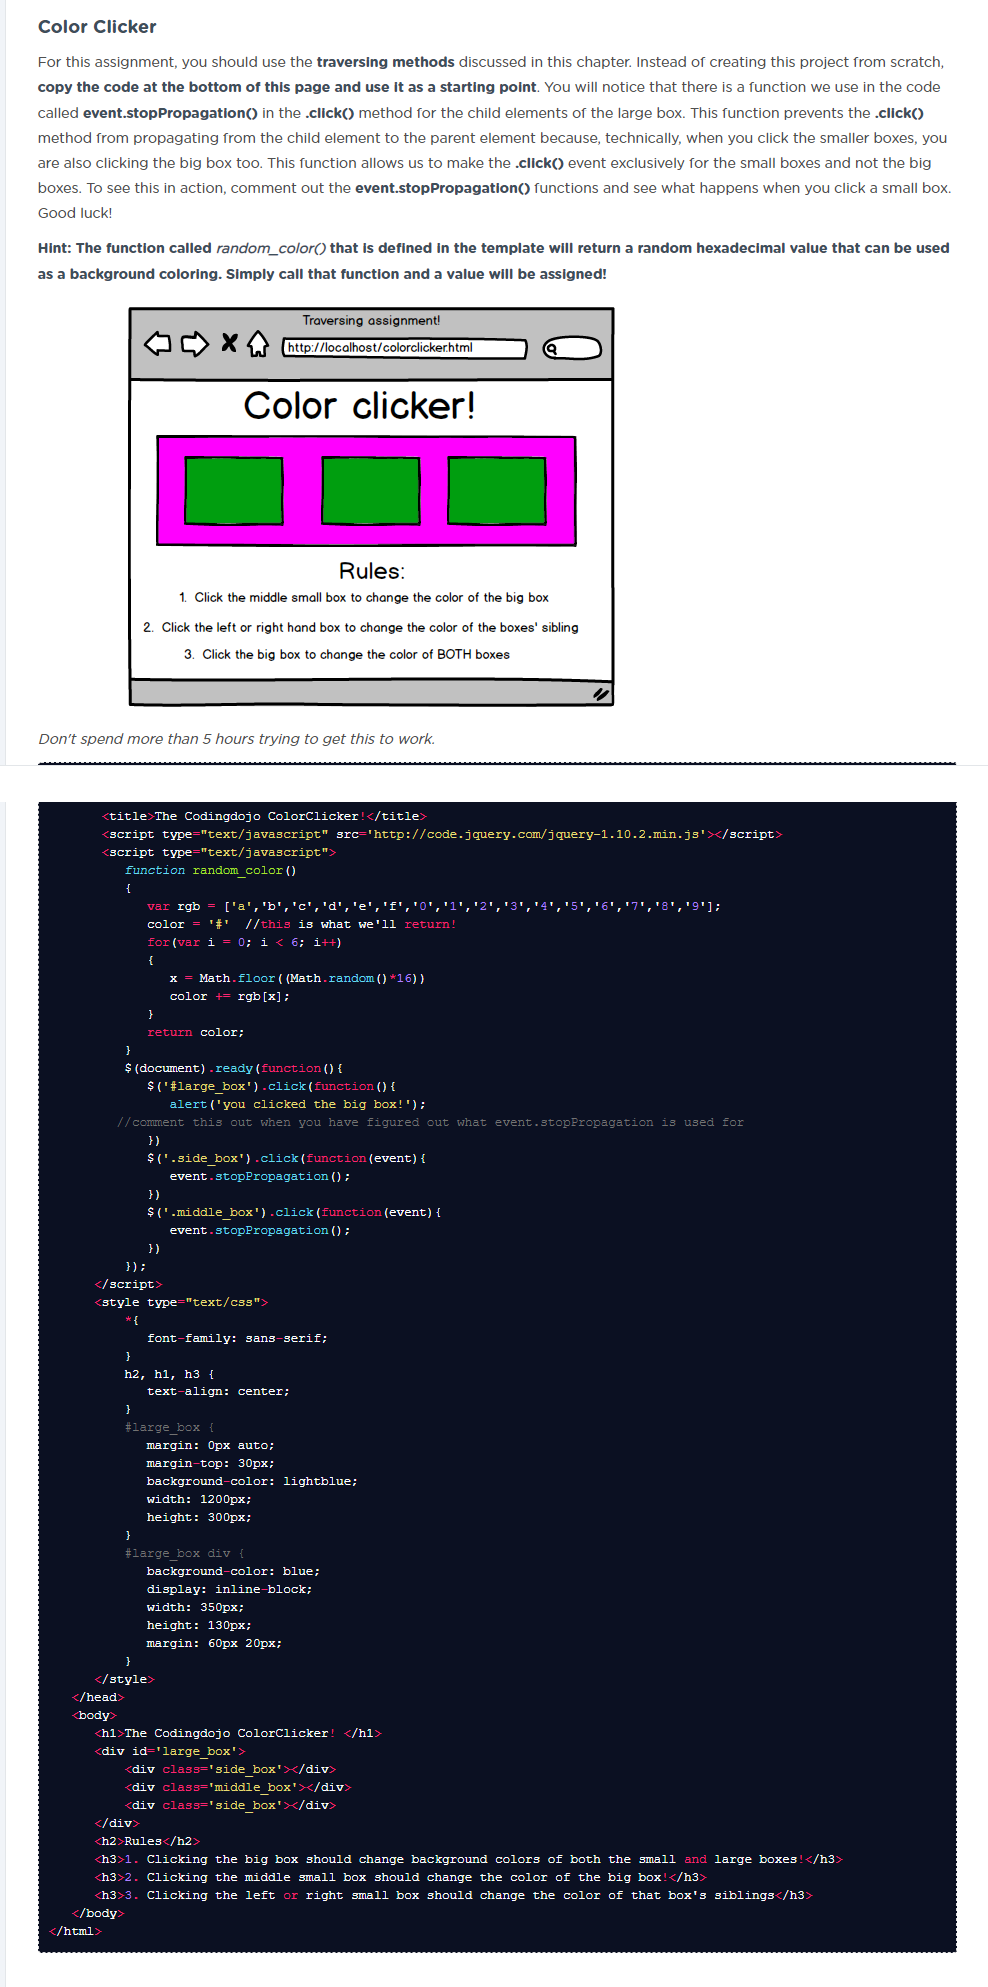 Color Clicker
For this assignment, you should use the traversing methods discussed in this chapter. Instead of creating this project from scratch,
copy the code at the bottom of this page and use it as a starting point. You will notice that there is a function we use in the code
called event.stopPropagation() in the .click() method for the child elements of the large box. This function prevents the .click()
method from propagating from the child element to the parent element because, technically, when you click the smaller boxes, you
are also clicking the big box too. This function allows us to make the .click() event exclusively for the small boxes and not the big
boxes. To see this in action, comment out the event.stopPropagation() functions and see what happens when you click a small box.
Good luck!
Hint: The function called random_color() that is defined in the template will return a random hexadecimal value that can be used
as a background coloring. Simply call that function and a value will be assigned!
Traversing assignment!
http://localhost/colorclicker.html
Color clicker!
Rules:
1. Click the middle small box to change the color of the big box
2. Click the left or right hand box to change the color of the boxes' sibling
3. Click the big box to change the color of BOTH boxes
Don't spend more than 5 hours trying to get this to work.
<title>The Codingdojo ColorClicker!</title>
<script type="text/javascript" src='http://code.jquery.com/jquery-1.10.2.min.js'></script>
<script type="text/javascript">
function random_color()
{
var rgb = ['a','b','c','d','e','f','0','1','2','3','4','5','6','7','8','9'];
color = '#' //this is what we'll return!
for(var i = 0; i < 6; i++)
{
x = Math.floor((Math.random()*16))
color += rgb[x];
}
return color;
}
$(document).ready(function(){
$('#large_box').click(function(){
alert('you clicked the big box!');
//comment this out when you have figured out what event.stopPropagation is used for
})
$('.side_box').click(function(event){
event.stopPropagation();
})
$('.middle_box').click(function(event){
event.stopPropagation();
})
});
</script>
<style type="text/css">
*{
font-family: sans-serif;
}
h2, h1, h3 {
text-align: center;
}
#large_box {
margin: 0px auto;
margin-top: 30px;
background-color: lightblue;
width: 1200px;
height: 300px;
}
#large_box div {
background-color: blue;
display: inline-block;
width: 350px;
height: 130px;
margin: 60px 20px;
}
</style>
</head>
<body>
<h1>The Codingdojo ColorClicker! </h1>
<div id='large_box'>
<div class='side_box'></div>
<div class='middle_box'></div>
<div class='side_box'></div>
</div>
<h2>Rules</h2>
<h3>1. Clicking the big box should change background colors of both the small and large boxes!</h3>
<h3>2. Clicking the middle small box should change the color of the big box!</h3>
<h3>3. Clicking the left or right small box should change the color of that box's siblings</h3>
</body>
</html>